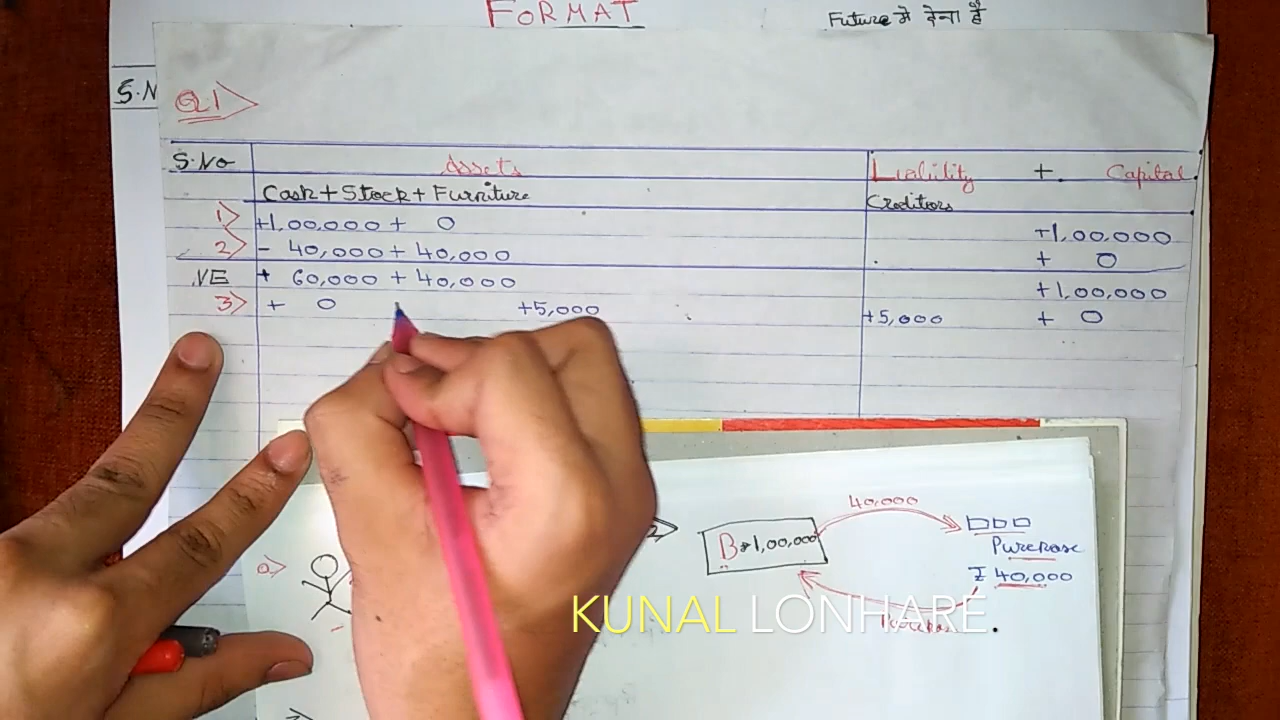 FORMAT
Future में देना है
S.N
Q1
S.No Assets Liability + Capital
Cash + Stock + Furniture Creditors
1> +1,00,000 + 0 +1,00,000
2> - 40,000 + 40,000 + 0
NE + 60,000 + 40,000 +1,00,000
3> + 0 +5,000 +5,000 + 0
40,000
B→1,00,000
₹ 40,000
a>
KUNAL LONHARE